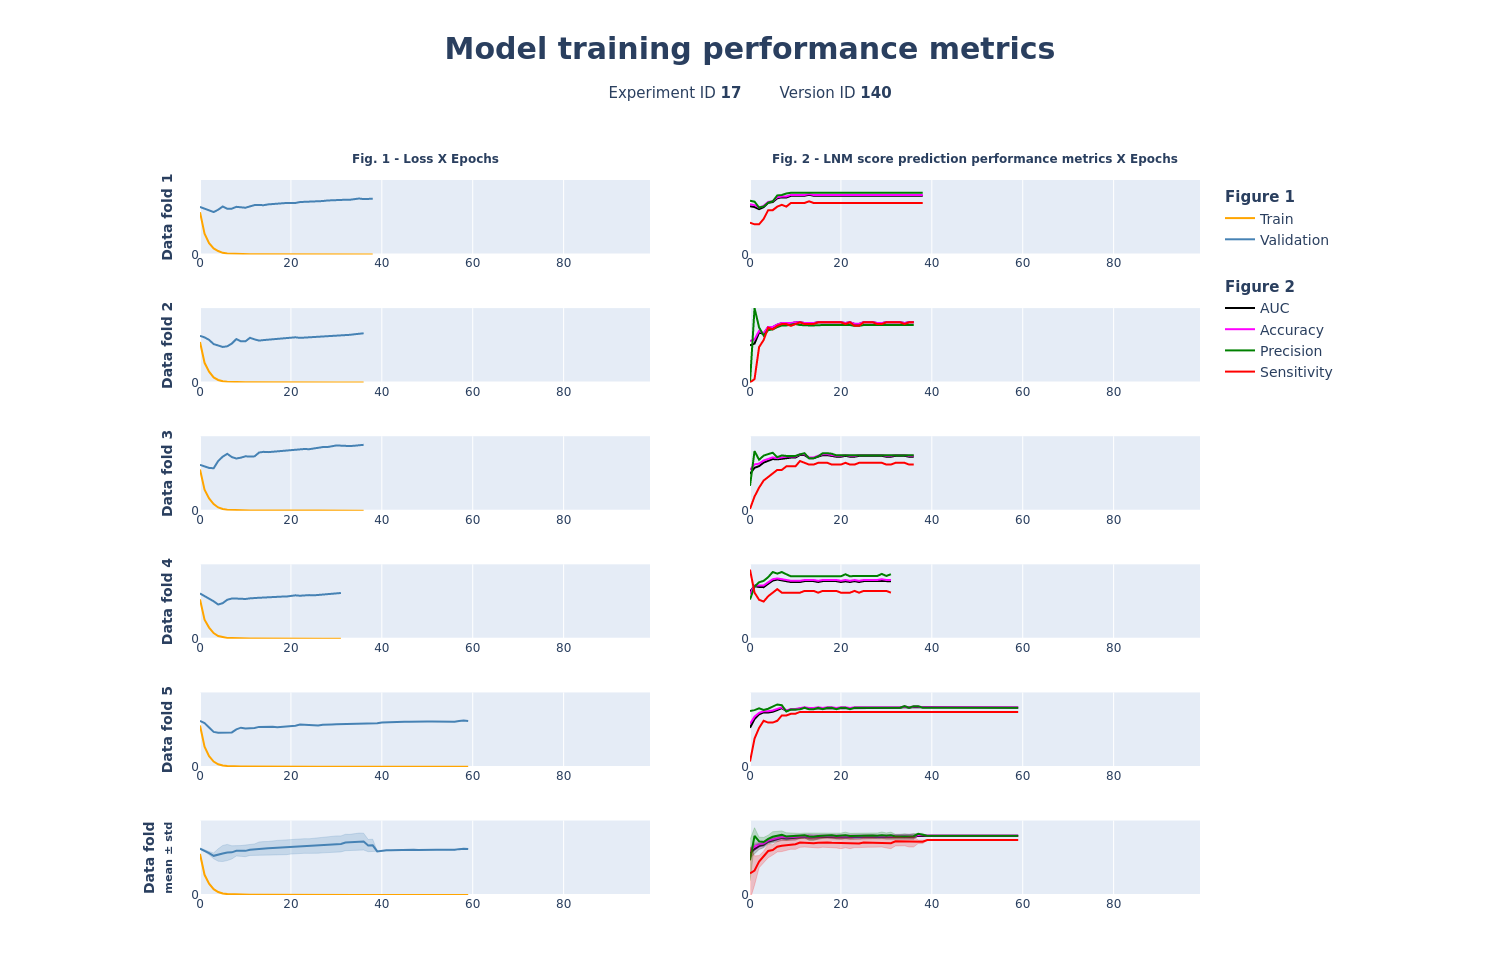 Model training performance metrics
Experiment ID 17 Version ID 140
Fig. 1 - Loss X Epochs
Fig. 2 - LNM score prediction performance metrics X Epochs
Data fold 1
0
0 20 40 60 80
0
0 20 40 60 80
Figure 1
Train
Validation
Figure 2
AUC
Accuracy
Precision
Sensitivity
Data fold 2
0
0 20 40 60 80
0
0 20 40 60 80
Data fold 3
0
0 20 40 60 80
0
0 20 40 60 80
Data fold 4
0
0 20 40 60 80
0
0 20 40 60 80
Data fold 5
0
0 20 40 60 80
0
0 20 40 60 80
Data fold
mean ± std
0
0 20 40 60 80
0
0 20 40 60 80